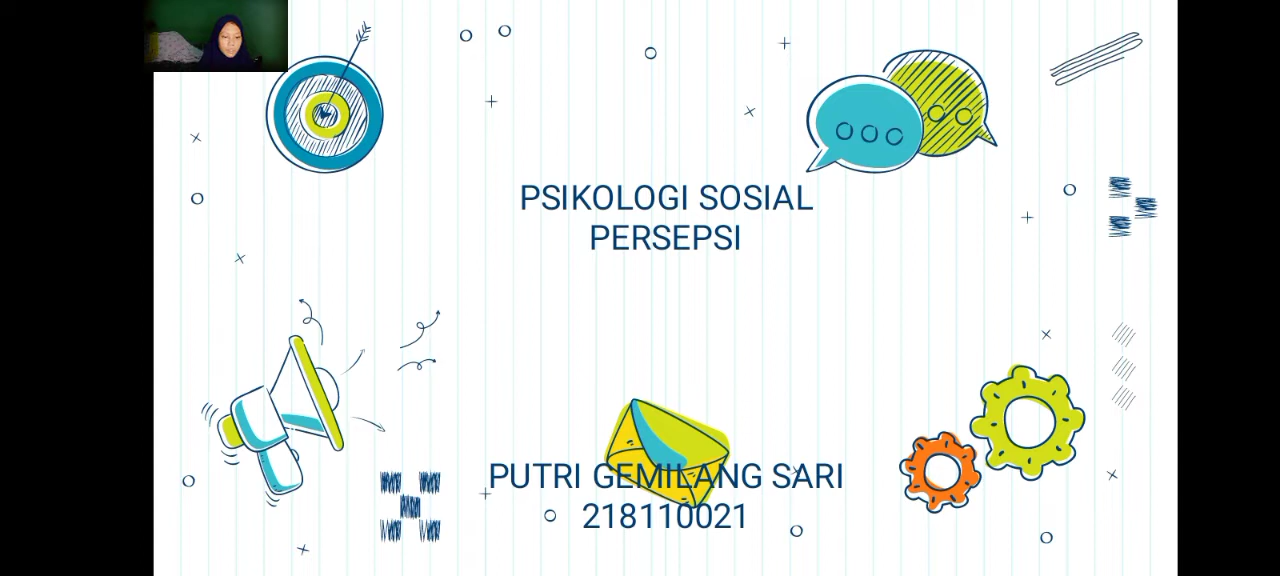 PSIKOLOGI SOSIAL
PERSEPSI
PUTRI GEMILANG SARI
218110021